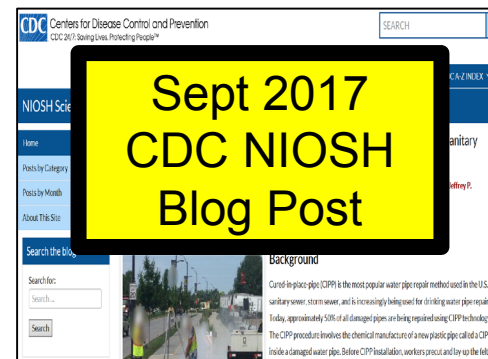 CDC Centers for Disease Control and Prevention
CDC 24/7: Saving Lives. Protecting People™
SEARCH
A-Z INDEX
NIOSH Scie
Sept 2017
CDC NIOSH
Blog Post
anitary
Home
Posts by Category
effrey P.
Posts by Month
About This Site
Search the blog
Background
Search for:
Search ...
Search
Cured-in-place-pipe (CIPP) is the most popular water pipe repair method used in the U.S.
sanitary sewer, storm sewer, and is increasingly being used for drinking water pipe repair
Today, approximately 50% of all damaged pipes are being repaired using CIPP technology
The CIPP procedure involves the chemical manufacture of a new plastic pipe called a CIP
inside a damaged water pipe. Before CIPP installation, workers precut and lay up the felt